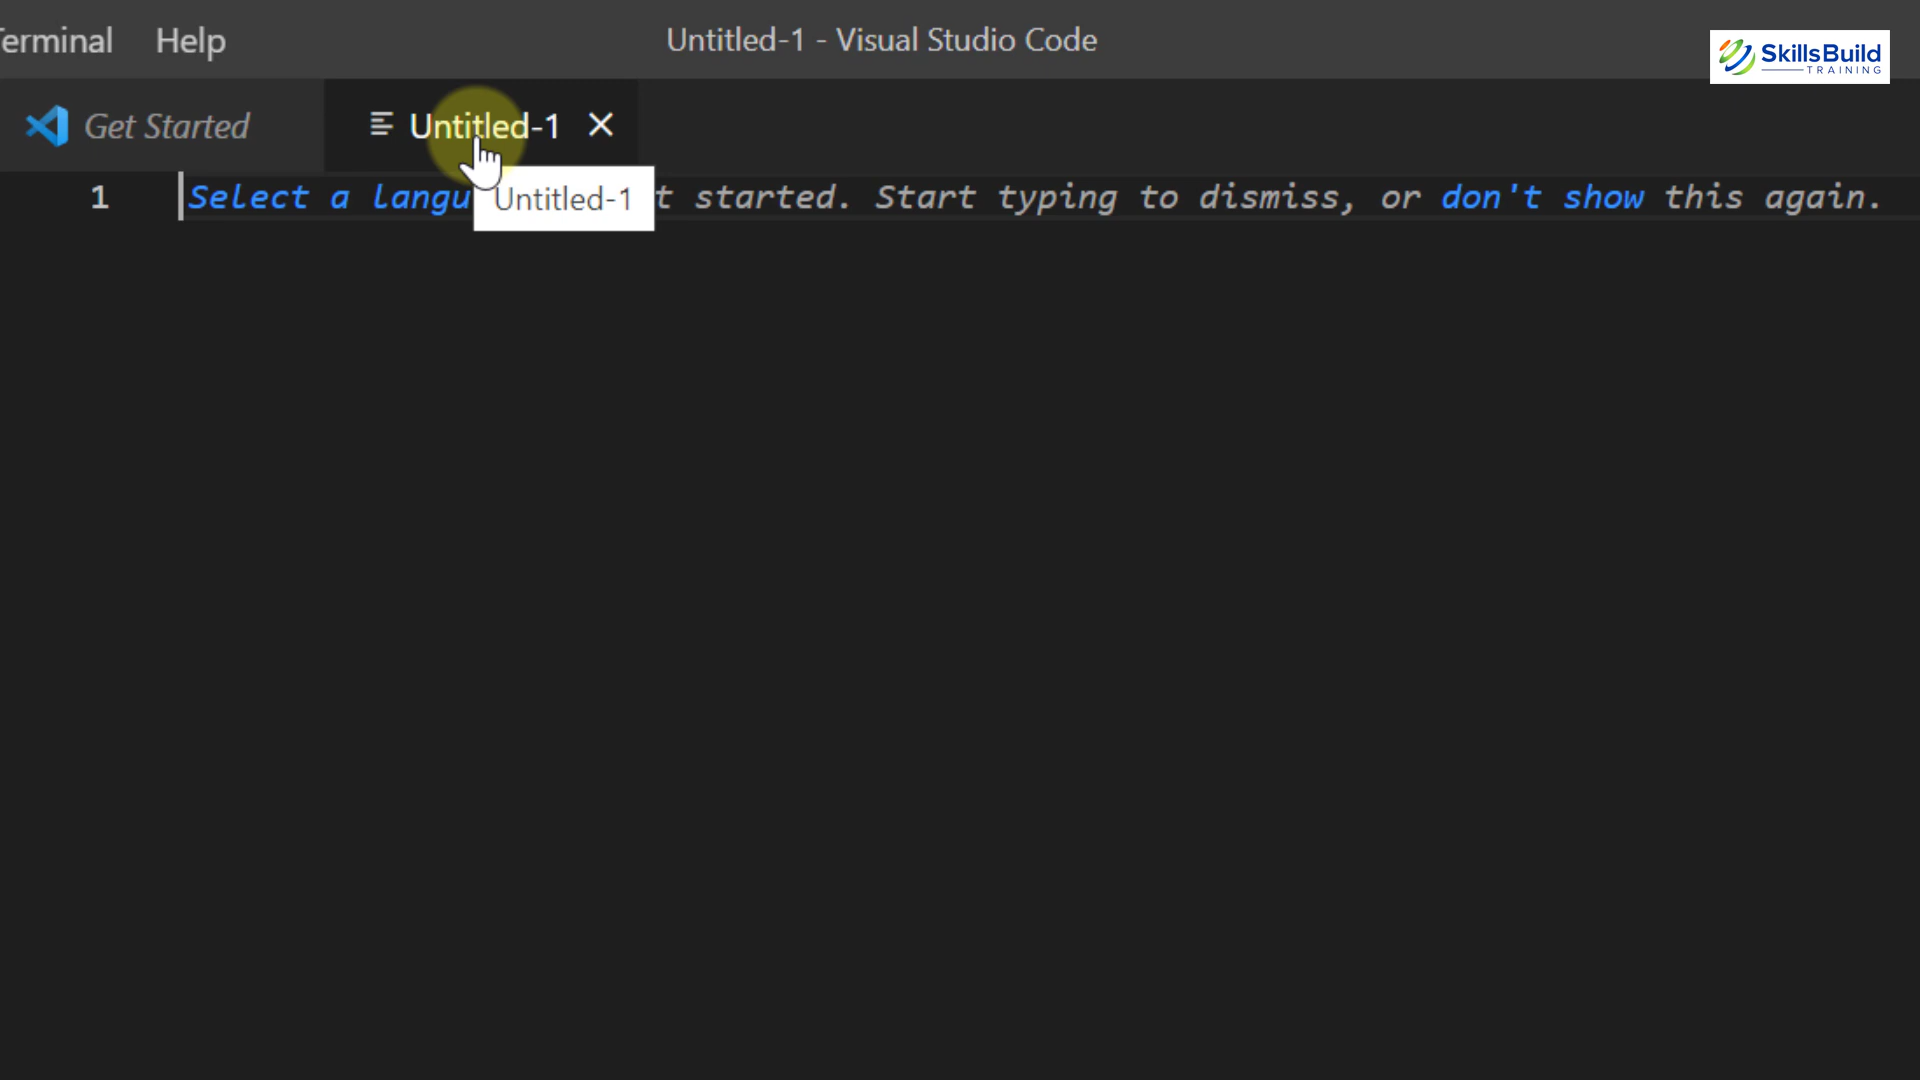 erminal Help Untitled-1 - Visual Studio Code
SkillsBuild
TRAINING
Get Started Untitled-1
1 Select a started. Start typing to dismiss, or don't show this again.
Untitled-1